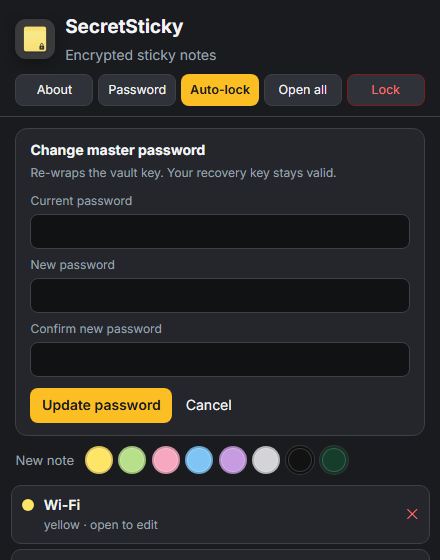 SecretSticky
Encrypted sticky notes
About Password Auto-lock Open all Lock
Change master password
Re-wraps the vault key. Your recovery key stays valid.
Current password
New password
Confirm new password
Update password Cancel
New note
Wi-Fi
yellow · open to edit